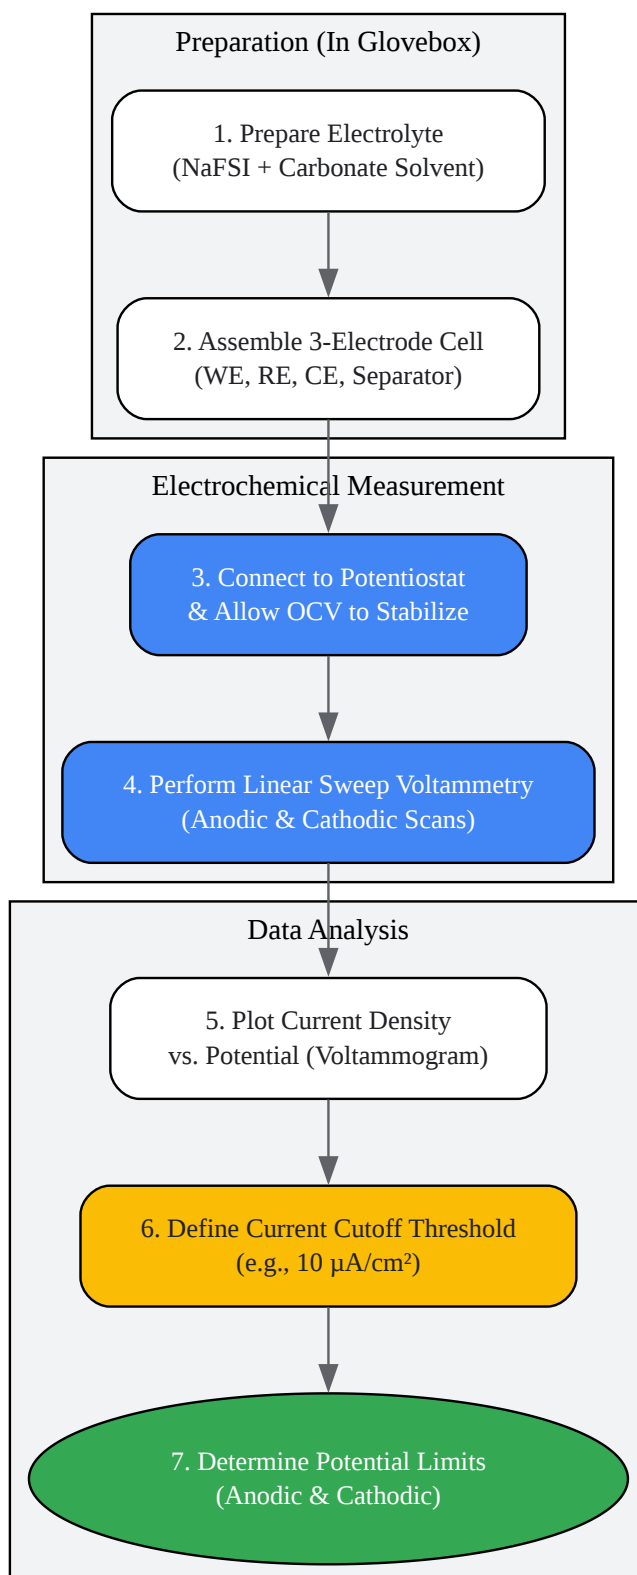 Preparation (In Glovebox)
1. Prepare Electrolyte
(NaFSI + Carbonate Solvent)
2. Assemble 3-Electrode Cell
(WE, RE, CE, Separator)
Electrochemical Measurement
3. Connect to Potentiostat
& Allow OCV to Stabilize
4. Perform Linear Sweep Voltammetry
(Anodic & Cathodic Scans)
Data Analysis
5. Plot Current Density
vs. Potential (Voltammogram)
6. Define Current Cutoff Threshold
(e.g., 10 µA/cm²)
7. Determine Potential Limits
(Anodic & Cathodic)